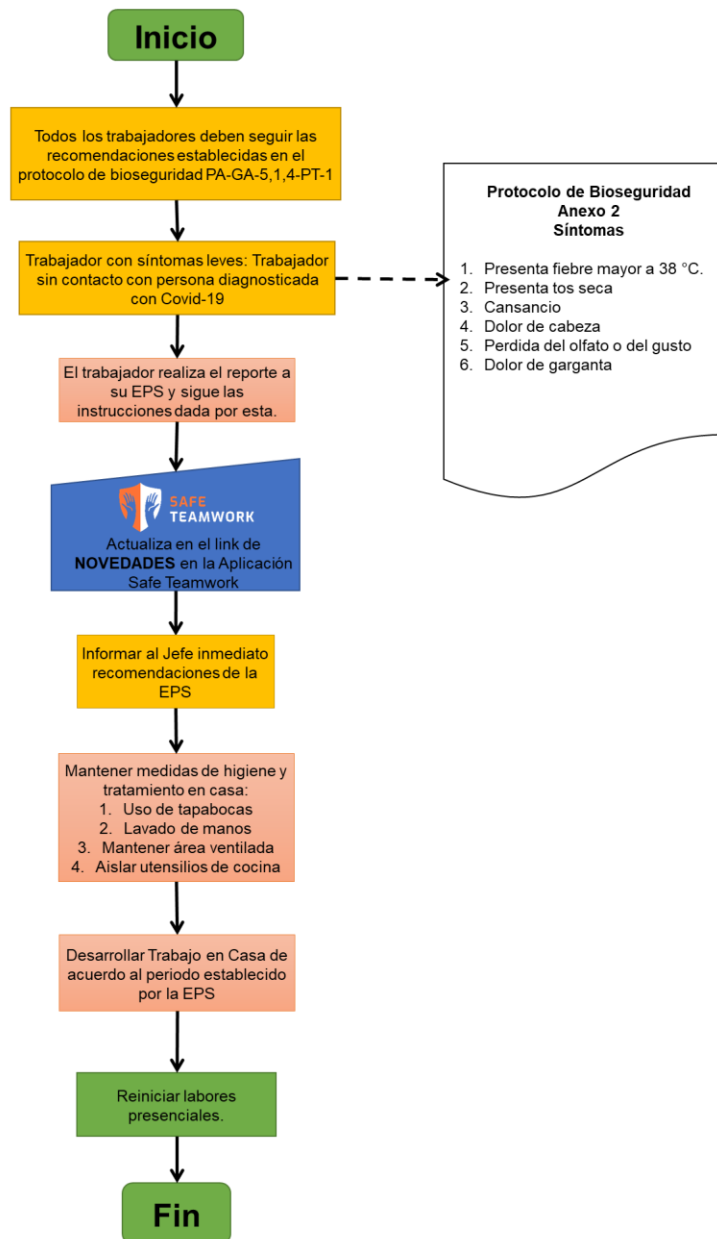 Inicio
Todos los trabajadores deben seguir las
recomendaciones establecidas en el
protocolo de bioseguridad PA-GA-5,1,4-PT-1
Trabajador con síntomas leves: Trabajador
sin contacto con persona diagnosticada
con Covid-19
Protocolo de Bioseguridad
Anexo 2
Síntomas
1. Presenta fiebre mayor a 38 °C.
2. Presenta tos seca
3. Cansancio
4. Dolor de cabeza
5. Perdida del olfato o del gusto
6. Dolor de garganta
El trabajador realiza el reporte a
su EPS y sigue las
instrucciones dada por esta.
SAFE
TEAMWORK
Actualiza en el link de
NOVEDADES en la Aplicación
Safe Teamwork
Informar al Jefe inmediato
recomendaciones de la
EPS
Mantener medidas de higiene y
tratamiento en casa:
1. Uso de tapabocas
2. Lavado de manos
3. Mantener área ventilada
4. Aislar utensilios de cocina
Desarrollar Trabajo en Casa de
acuerdo al periodo establecido
por la EPS
Reiniciar labores
presenciales.
Fin